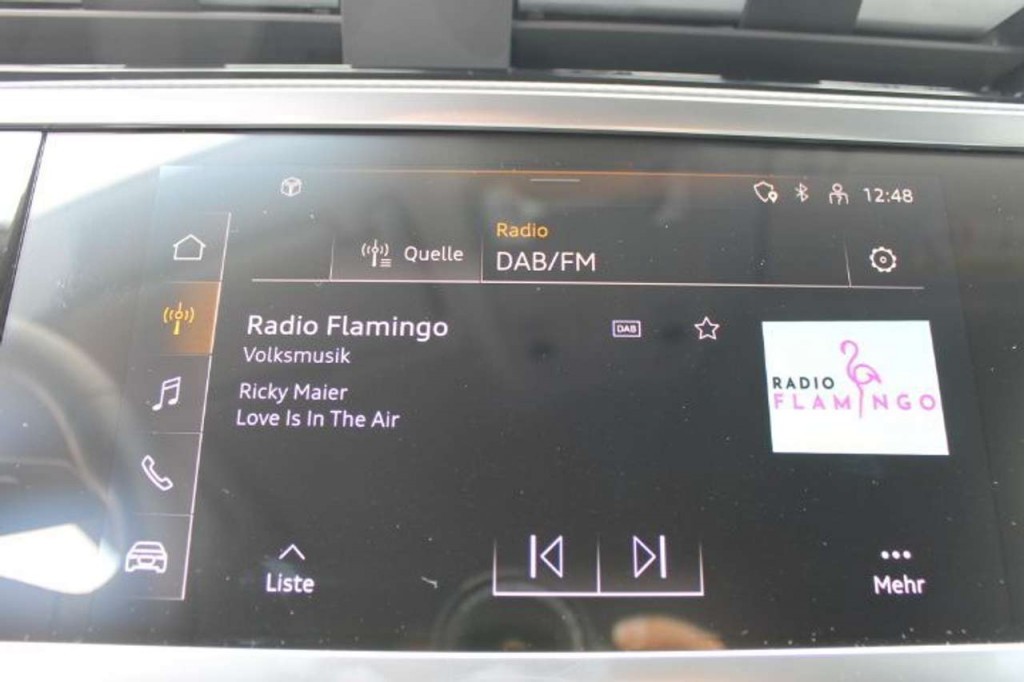 12:48
Quelle
Radio
DAB/FM
Radio Flamingo
DAB
Volksmusik
Ricky Maier
Love Is In The Air
RADIO
FLAMINGO
Liste
Mehr